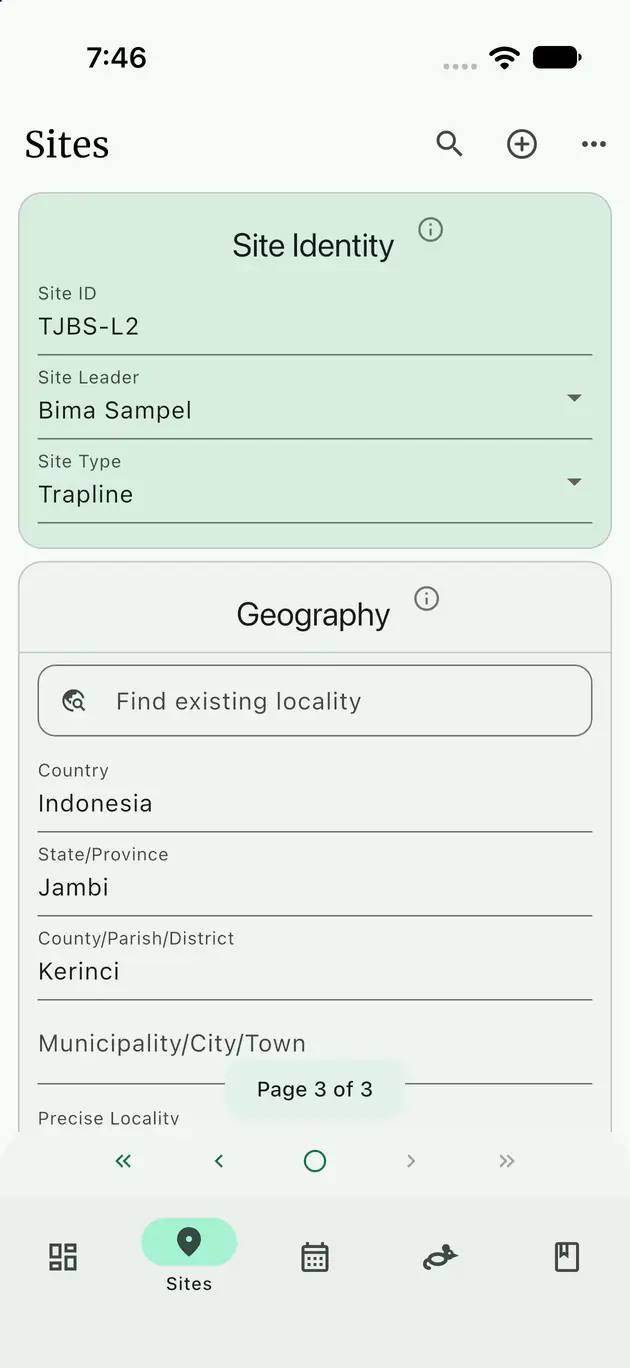 7:46
Sites
Site Identity
Site ID
TJBS-L2
Site Leader
Bima Sampel
Site Type
Trapline
Geography
Find existing locality
Country
Indonesia
State/Province
Jambi
County/Parish/District
Kerinci
Municipality/City/Town
Page 3 of 3
Precise Locality
Sites